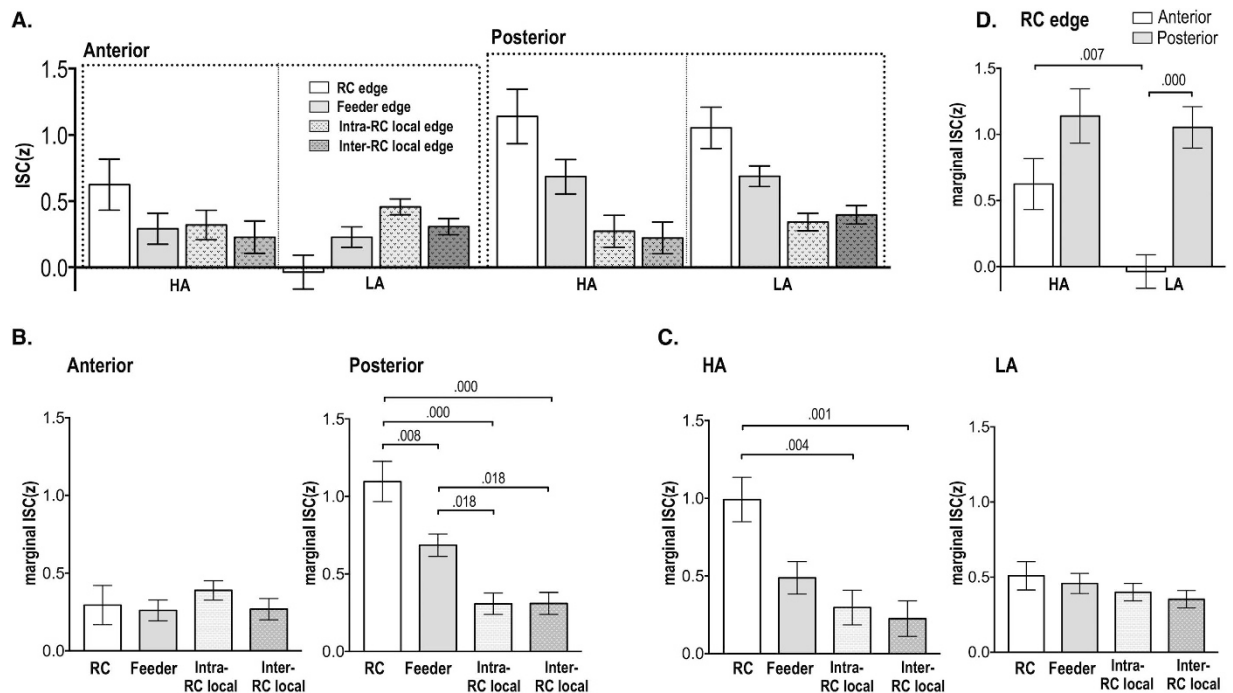 A.
Anterior
Posterior
ISC(z)
1.5
1.0
0.5
0.0
RC edge
Feeder edge
Intra-RC local edge
Inter-RC local edge
HA
LA
HA
LA
D.
RC edge
Anterior
Posterior
marginal ISC(z)
1.5
1.0
0.5
0.0
.007
.000
HA
LA
B.
Anterior
marginal ISC(z)
1.5
1.0
0.5
0.0
RC
Feeder
Intra-
RC local
Inter-
RC local
Posterior
marginal ISC(z)
1.5
1.0
0.5
0.0
.000
.000
.008
.018
.018
RC
Feeder
Intra-
RC local
Inter-
RC local
C.
HA
marginal ISC(z)
1.5
1.0
0.5
0.0
.001
.004
RC
Feeder
Intra-
RC local
Inter-
RC local
LA
marginal ISC(z)
1.5
1.0
0.5
0.0
RC
Feeder
Intra-
RC local
Inter-
RC local